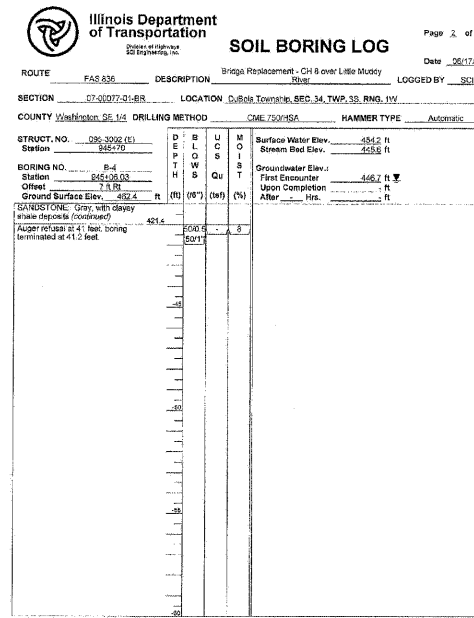 Illinois Department
of Transportation
Division of Highways
SCI Engineering, Inc.
SOIL BORING LOG
Page 2 of
Date 06/17/
ROUTE FAS 836 DESCRIPTION Bridge Replacement - CH 8 over Little Muddy River LOGGED BY SCI
SECTION 07-00077-01-BR LOCATION DuBois Township, SEC. 34, TWP. 3S, RNG. 1W
COUNTY Washington, SE 1/4 DRILLING METHOD CME 750/HSA HAMMER TYPE Automatic
STRUCT. NO. 095-3002 (E)
Station 945+70
BORING NO. B-4
Station 945+06.03
Offset 7 ft Rt
Ground Surface Elev. 462.4 ft
DEPTH (ft)
BLOWS (/6")
UCS Qu (tsf)
MOIST (%)
Surface Water Elev. 454.2 ft
Stream Bed Elev. 445.6 ft
Groundwater Elev.:
First Encounter 446.7 ft ▼
Upon Completion - ft
After - Hrs. - ft
SANDSTONE: Gray, with clayey
shale deposits (continued)
421.4
Auger refusal at 41 feet, boring
terminated at 41.2 feet.
50/0.5 - 8
50/1"
-45
-50
-55
-60